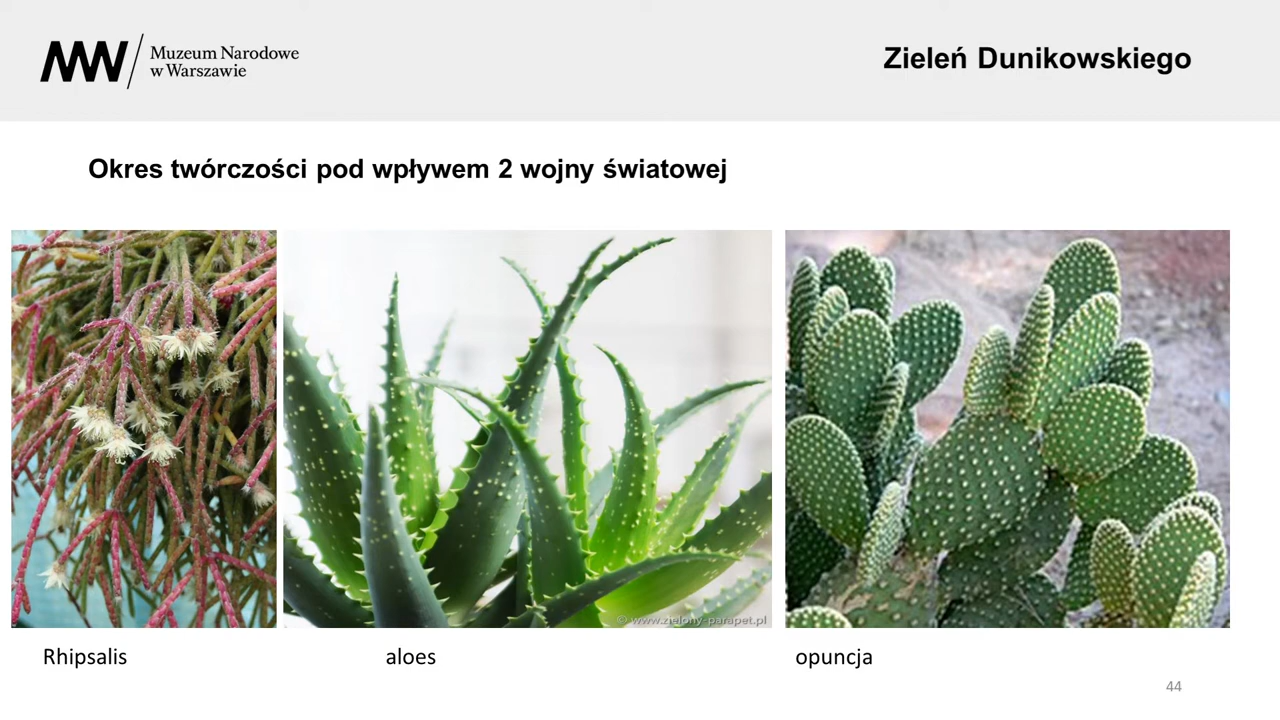 MNW
Muzeum Narodowe
w Warszawie
Zieleń Dunikowskiego
Okres twórczości pod wpływem 2 wojny światowej
© www.zielony-parapet.pl
Rhipsalis
aloes
opuncja
44